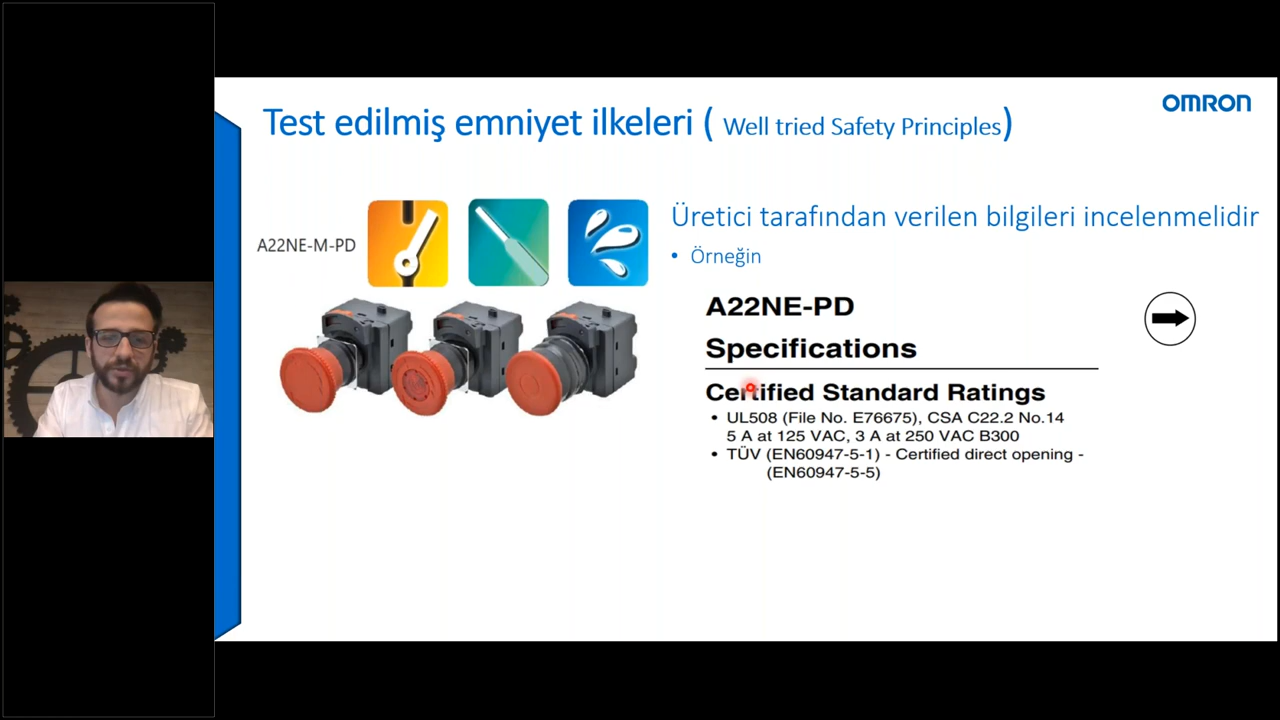 OMRON
Test edilmiş emniyet ilkeleri ( Well tried Safety Principles)
Üretici tarafından verilen bilgileri incelenmelidir
A22NE-M-PD
• Örneğin
A22NE-PD
Specifications
Certified Standard Ratings
• UL508 (File No. E76675), CSA C22.2 No.14
5 A at 125 VAC, 3 A at 250 VAC B300
• TÜV (EN60947-5-1) - Certified direct opening -
(EN60947-5-5)